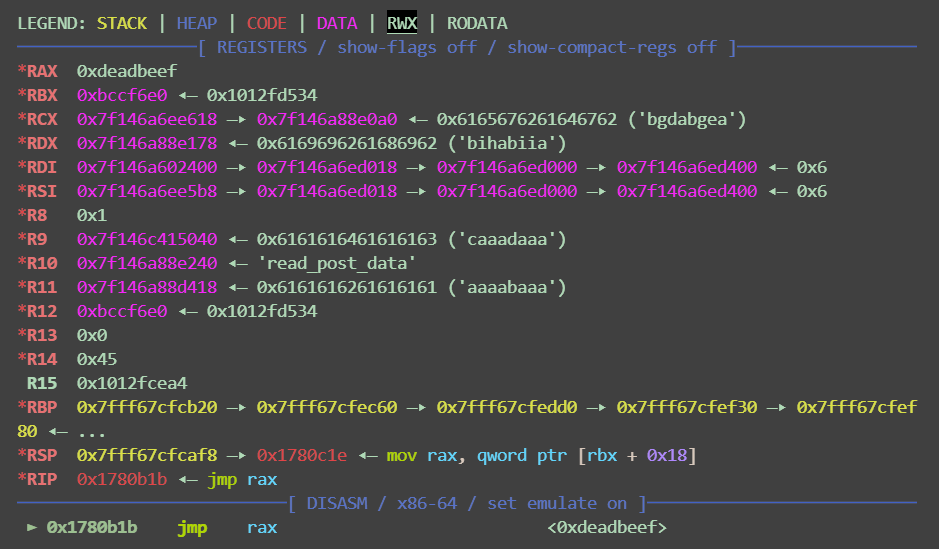 LEGEND: STACK | HEAP | CODE | DATA | RWX | RODATA
[ REGISTERS / show-flags off / show-compact-regs off ]
*RAX  0xdeadbeef
*RBX  0xbccf6e0 ◂— 0x1012fd534
*RCX  0x7f146a6ee618 —▸ 0x7f146a88e0a0 ◂— 0x6165676261646762 ('bgdabgea')
*RDX  0x7f146a88e178 ◂— 0x6169696261686962 ('bihabiia')
*RDI  0x7f146a602400 —▸ 0x7f146a6ed018 —▸ 0x7f146a6ed000 —▸ 0x7f146a6ed400 ◂— 0x6
*RSI  0x7f146a6ee5b8 —▸ 0x7f146a6ed018 —▸ 0x7f146a6ed000 —▸ 0x7f146a6ed400 ◂— 0x6
*R8   0x1
*R9   0x7f146c415040 ◂— 0x6161616461616163 ('caaadaaa')
*R10  0x7f146a88e240 ◂— 'read_post_data'
*R11  0x7f146a88d418 ◂— 0x6161616261616161 ('aaaabaaa')
*R12  0xbccf6e0 ◂— 0x1012fd534
*R13  0x0
*R14  0x45
R15  0x1012fcea4
*RBP  0x7fff67cfcb20 —▸ 0x7fff67cfec60 —▸ 0x7fff67cfedd0 —▸ 0x7fff67cfef30 —▸ 0x7fff67cfef
80 ◂— ...
*RSP  0x7fff67cfcaf8 —▸ 0x1780c1e ◂— mov rax, qword ptr [rbx + 0x18]
*RIP  0x1780b1b ◂— jmp rax
[ DISASM / x86-64 / set emulate on ]
► 0x1780b1b    jmp    rax                           <0xdeadbeef>